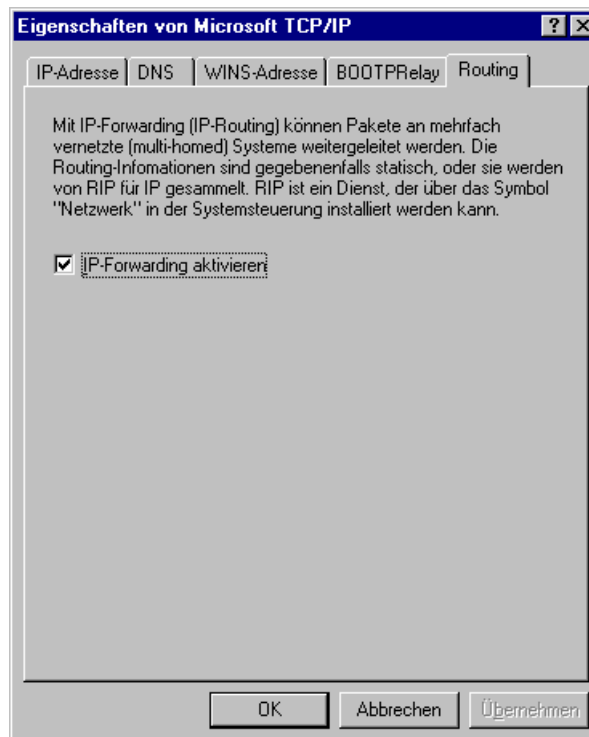 Eigenschaften von Microsoft TCP/IP
IP-Adresse DNS WINS-Adresse BOOTPRelay Routing
Mit IP-Forwarding (IP-Routing) können Pakete an mehrfach
vernetzte (multi-homed) Systeme weitergeleitet werden. Die
Routing-Infomationen sind gegebenenfalls statisch, oder sie werden
von RIP für IP gesammelt. RIP ist ein Dienst, der über das Symbol
"Netzwerk" in der Systemsteuerung installiert werden kann.
IP-Forwarding aktivieren
OK Abbrechen Übernehmen